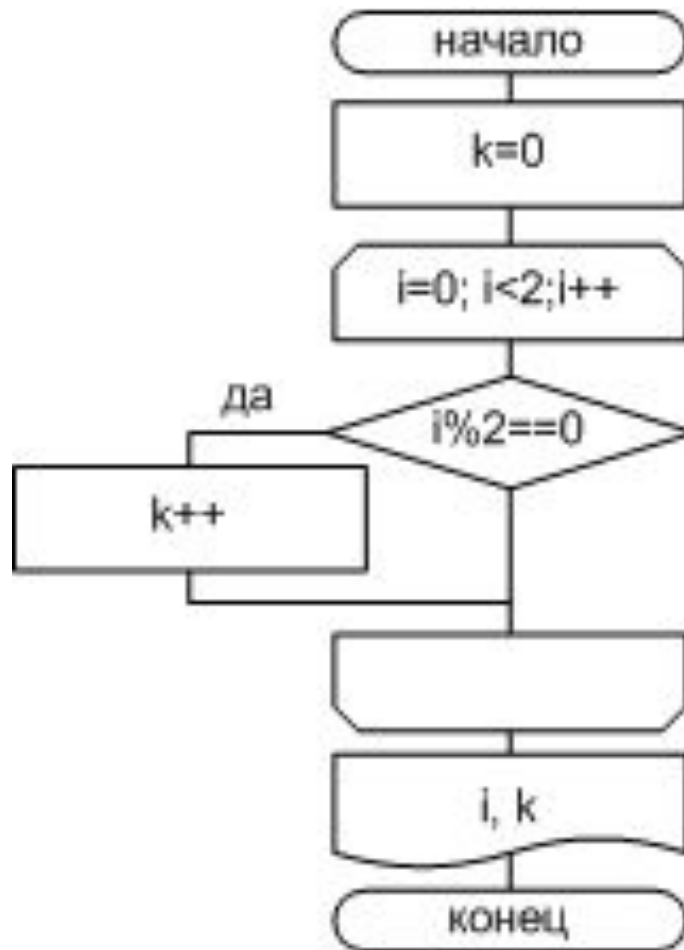 начало
k=0
i=0; i<2;i++
да
i%2==0
k++
i, k
конец